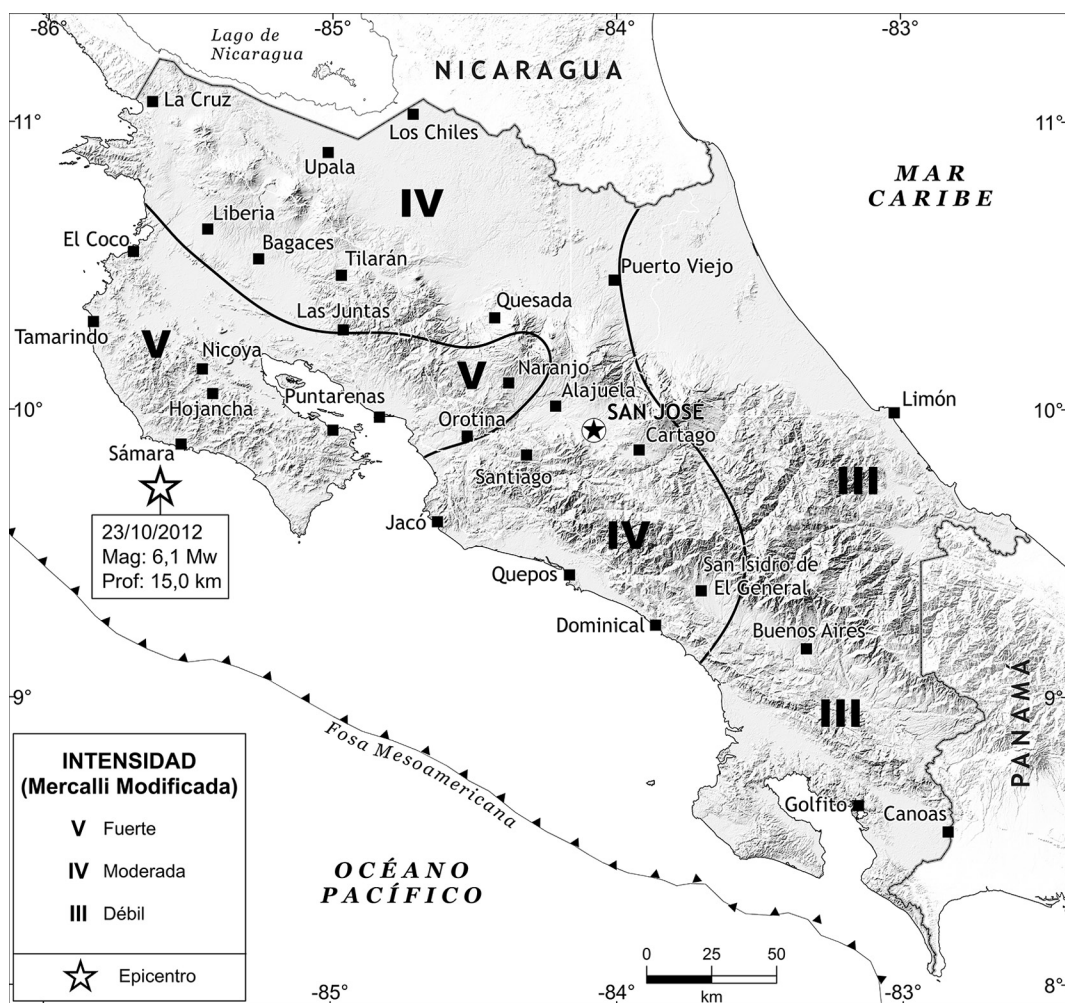 -86
-85
-84
-83
Lago de
Nicaragua
NICARAGUA
La Cruz
11°
Los Chiles
11°
Upala
MAR
CARIBE
IV
Liberia
El Coco
Bagaces
Tilarán
Puerto Viejo
Quesada
Las Juntas
Tamarindo
V
Nicoya
V
Naranjo
Alajuela
Puntarenas
SAN JOSÉ
Limón
10°
Hojancha
10°
Orotina
Cartago
Sámara
Santiago
III
23/10/2012
Mag: 6,1 Mw
Prof: 15,0 km
Jacó
IV
Quepos
San Isidro de
El General
Dominical
Buenos Aires
9°
9°
III
PANAMÁ
Fosa Mesoamericana
INTENSIDAD
(Mercalli Modificada)
V Fuerte
IV Moderada
III Débil
Epicentro
Golfito
Canoas
OCÉANO
PACÍFICO
0 25 50
km
8°
-85
-84
-83
8°